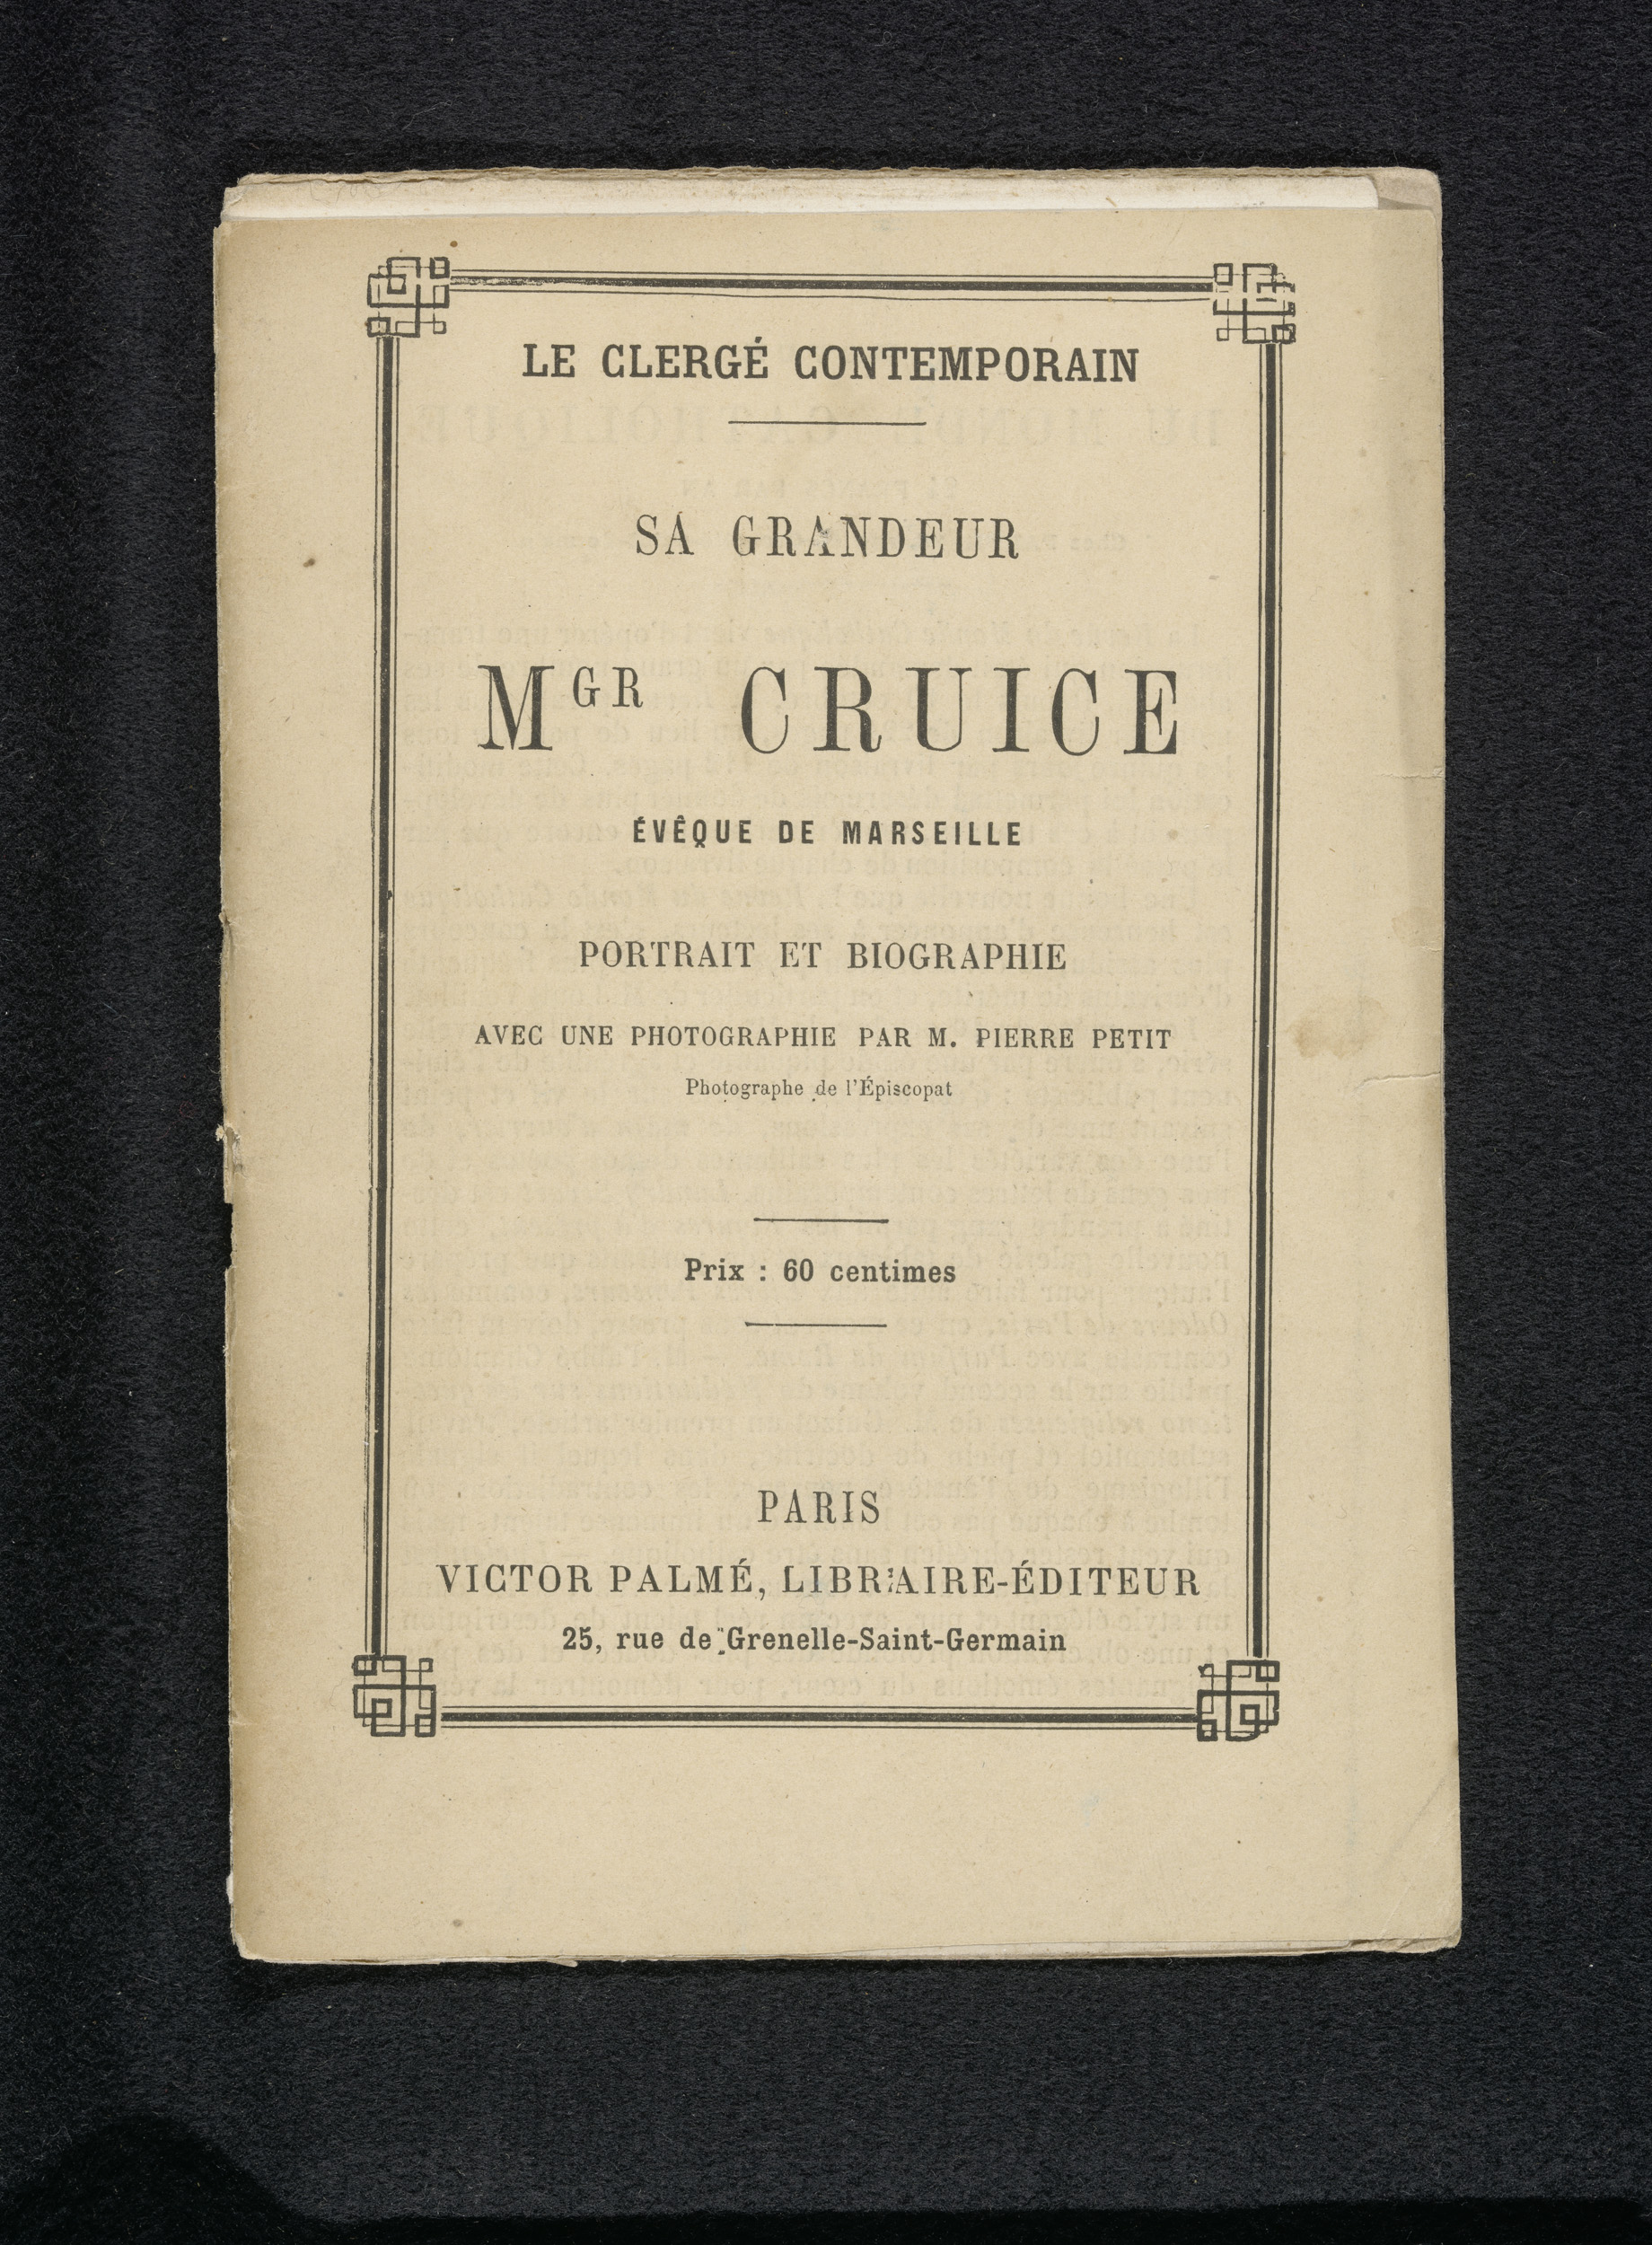 LE CLERGÉ CONTEMPORAIN
SA GRANDEUR
MGR CRUICE
ÉVÊQUE DE MARSEILLE
PORTRAIT ET BIOGRAPHIE
AVEC UNE PHOTOGRAPHIE PAR M. PIERRE PETIT
Photographe de l'Épiscopat
Prix : 60 centimes
PARIS
VICTOR PALMÉ, LIBRAIRE-ÉDITEUR
25, rue de Grenelle-Saint-Germain